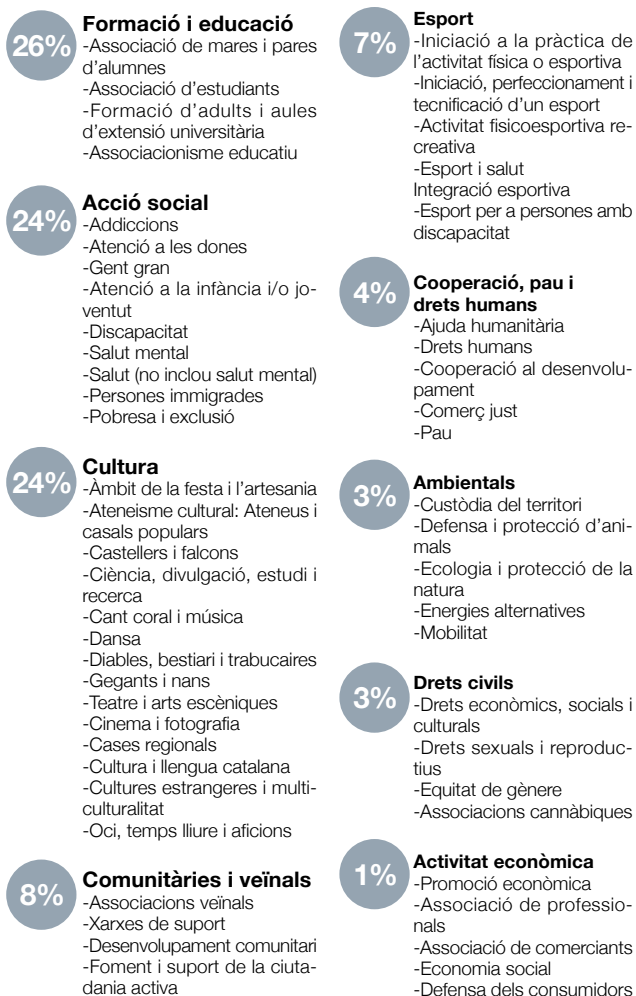 26%
Formació i educació
-Associació de mares i pares
d’alumnes
-Associació d’estudiants
-Formació d’adults i aules
d’extensió universitària
-Associacionisme educatiu
24%
Acció social
-Addiccions
-Atenció a les dones
-Gent gran
-Atenció a la infància i/o jo-
ventut
-Discapacitat
-Salut mental
-Salut (no inclou salut mental)
-Persones immigrades
-Pobresa i exclusió
24%
Cultura
-Àmbit de la festa i l’artesania
-Ateneisme cultural: Ateneus i
casals populars
-Castellers i falcons
-Ciència, divulgació, estudi i
recerca
-Cant coral i música
-Dansa
-Diables, bestiari i trabucaires
-Gegants i nans
-Teatre i arts escèniques
-Cinema i fotografia
-Cases regionals
-Cultura i llengua catalana
-Cultures estrangeres i multi-
culturalitat
-Oci, temps lliure i aficions
8%
Comunitàries i veïnals
-Associacions veïnals
-Xarxes de suport
-Desenvolupament comunitari
-Foment i suport de la ciuta-
dania activa
7%
Esport
-Iniciació a la pràctica de
l’activitat física o esportiva
-Iniciació, perfeccionament i
tecnificació d’un esport
-Activitat fisicoesportiva re-
creativa
-Esport i salut
Integració esportiva
-Esport per a persones amb
discapacitat
4%
Cooperació, pau i
drets humans
-Ajuda humanitària
-Drets humans
-Cooperació al desenvolu-
pament
-Comerç just
-Pau
3%
Ambientals
-Custòdia del territori
-Defensa i protecció d’ani-
mals
-Ecologia i protecció de la
natura
-Energies alternatives
-Mobilitat
3%
Drets civils
-Drets econòmics, socials i
culturals
-Drets sexuals i reproduc-
tius
-Equitat de gènere
-Associacions cannàbiques
1%
Activitat econòmica
-Promoció econòmica
-Associació de professio-
nals
-Associació de comerciants
-Economia social
-Defensa dels consumidors